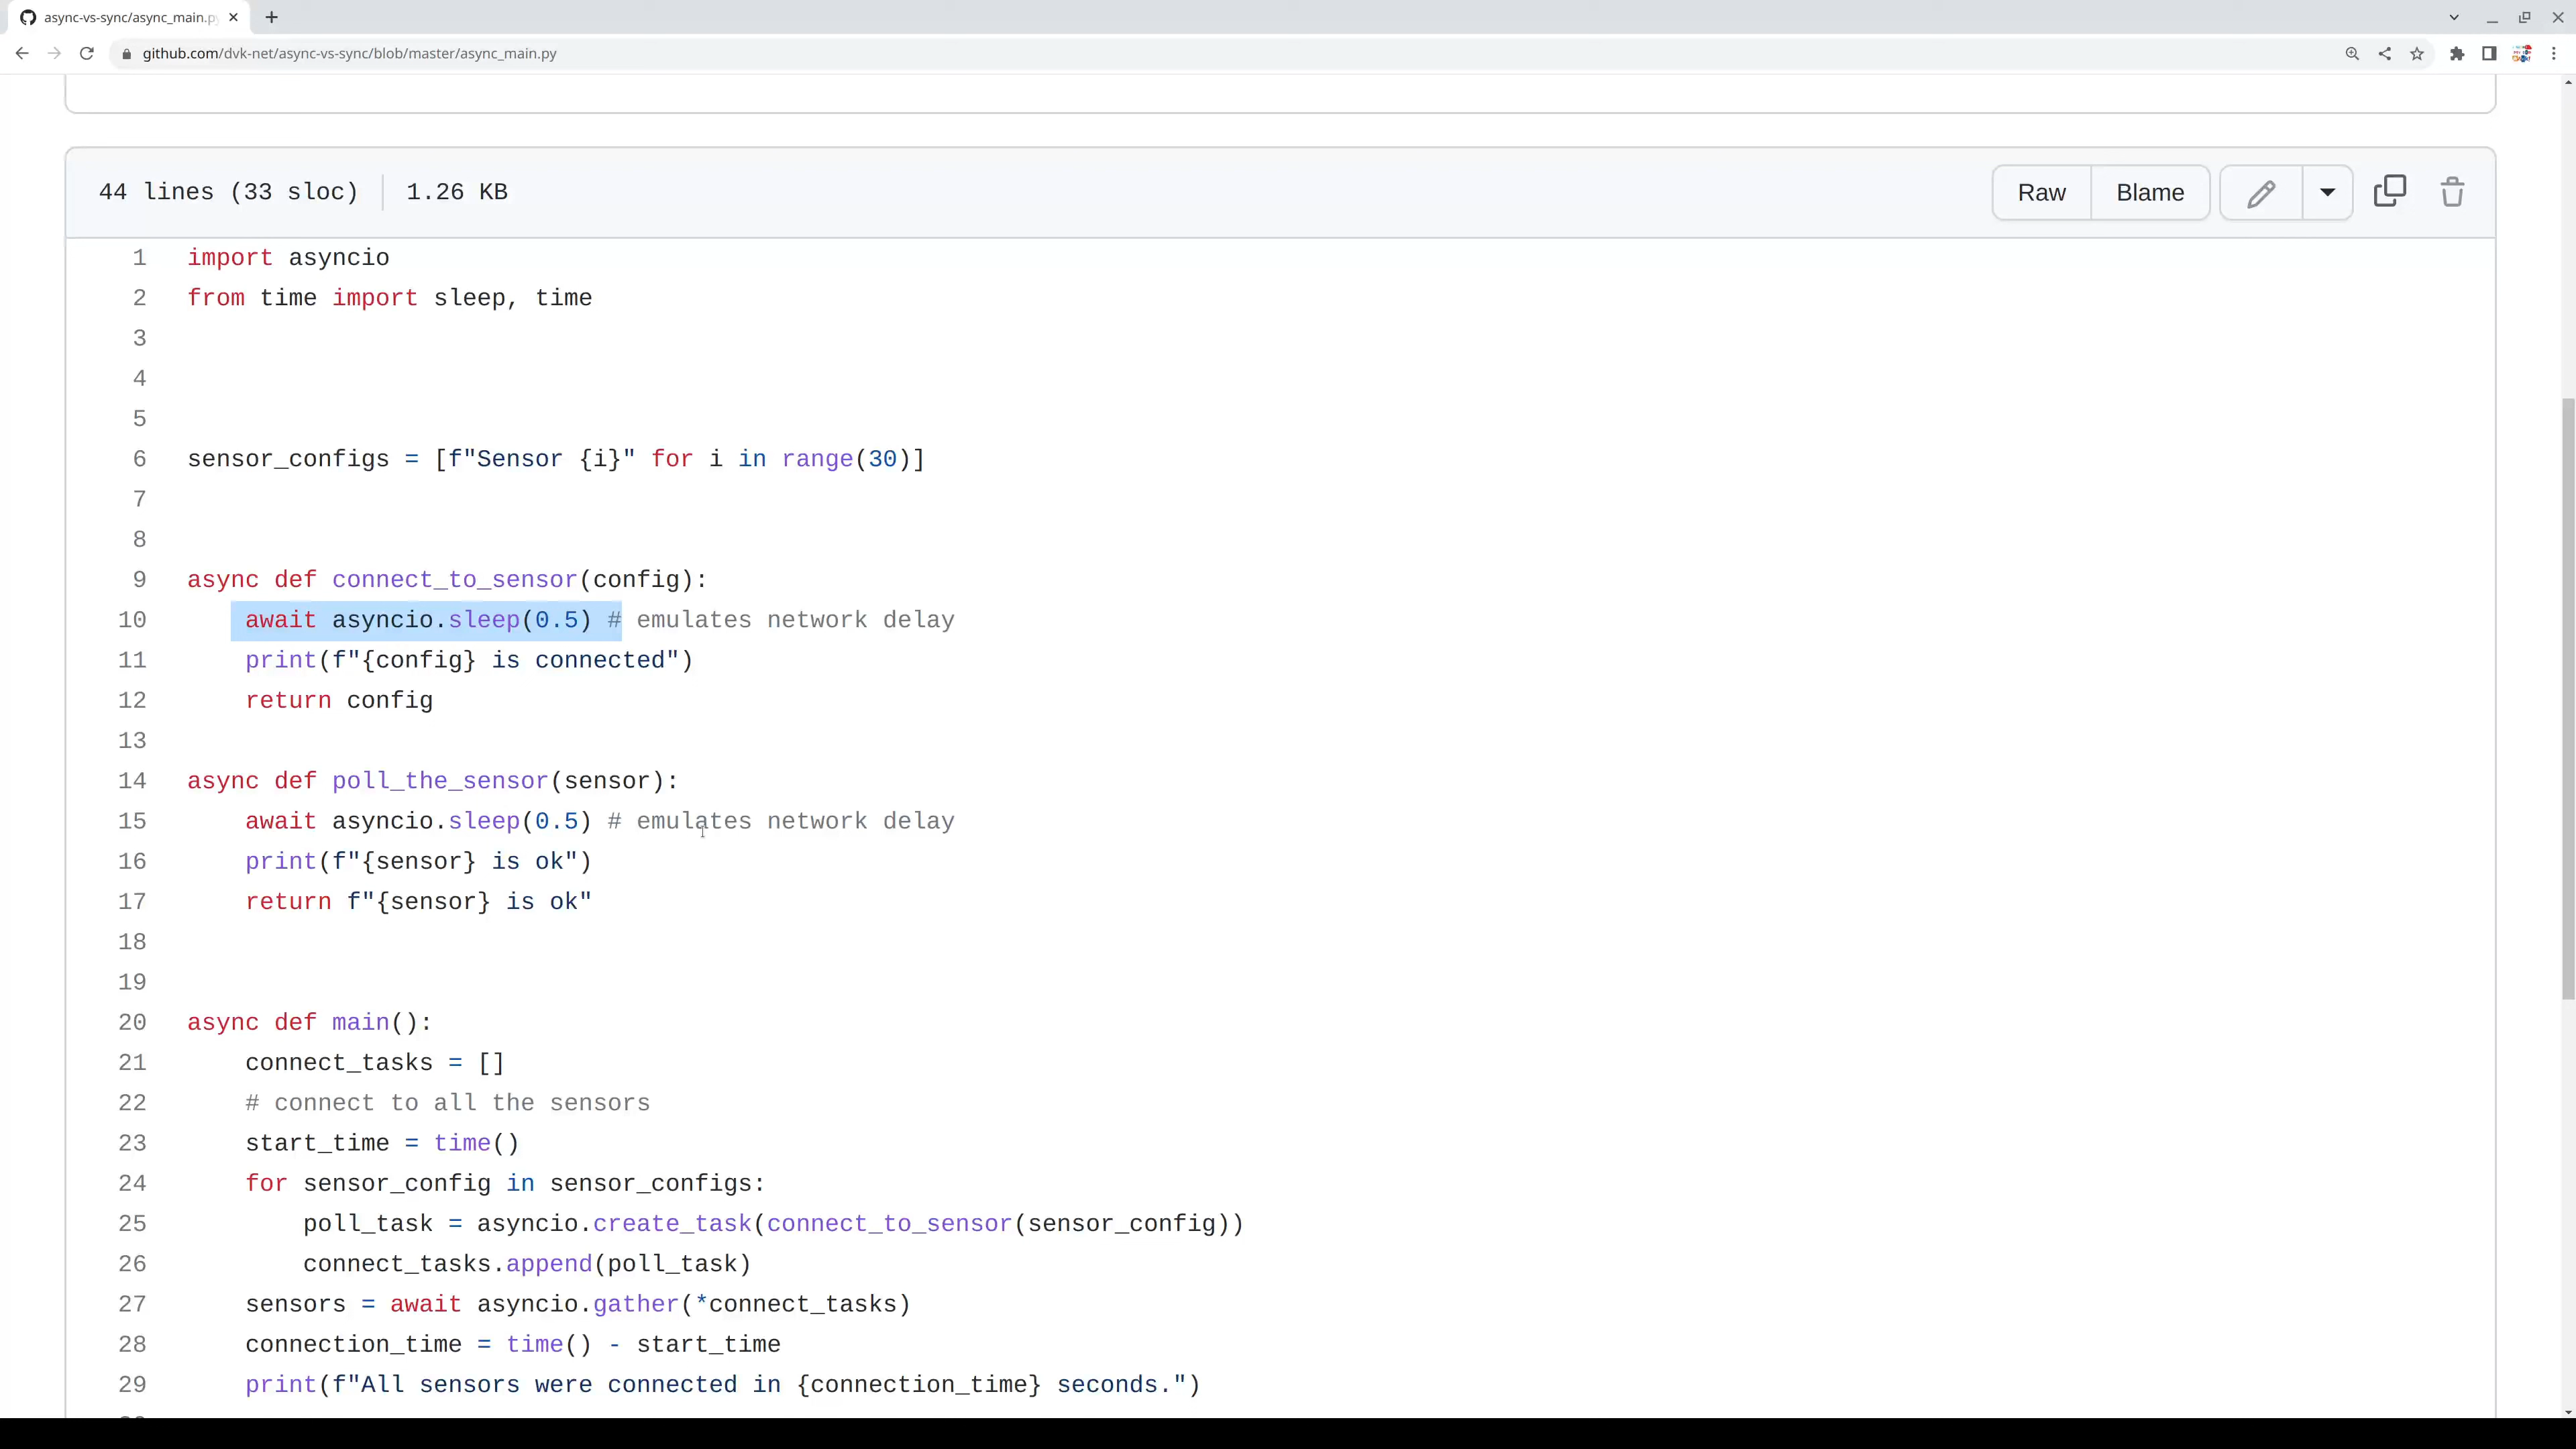 async-vs-sync/async_main.p
github.com/dvk-net/async-vs-sync/blob/master/async_main.py
44 lines (33 sloc) 1.26 KB
Raw Blame
1 import asyncio
2 from time import sleep, time
3
4
5
6 sensor_configs = [f"Sensor {i}" for i in range(30)]
7
8
9 async def connect_to_sensor(config):
10 await asyncio.sleep(0.5) # emulates network delay
11 print(f"{config} is connected")
12 return config
13
14 async def poll_the_sensor(sensor):
15 await asyncio.sleep(0.5) # emulates network delay
16 print(f"{sensor} is ok")
17 return f"{sensor} is ok"
18
19
20 async def main():
21 connect_tasks = []
22 # connect to all the sensors
23 start_time = time()
24 for sensor_config in sensor_configs:
25 poll_task = asyncio.create_task(connect_to_sensor(sensor_config))
26 connect_tasks.append(poll_task)
27 sensors = await asyncio.gather(*connect_tasks)
28 connection_time = time() - start_time
29 print(f"All sensors were connected in {connection_time} seconds.")